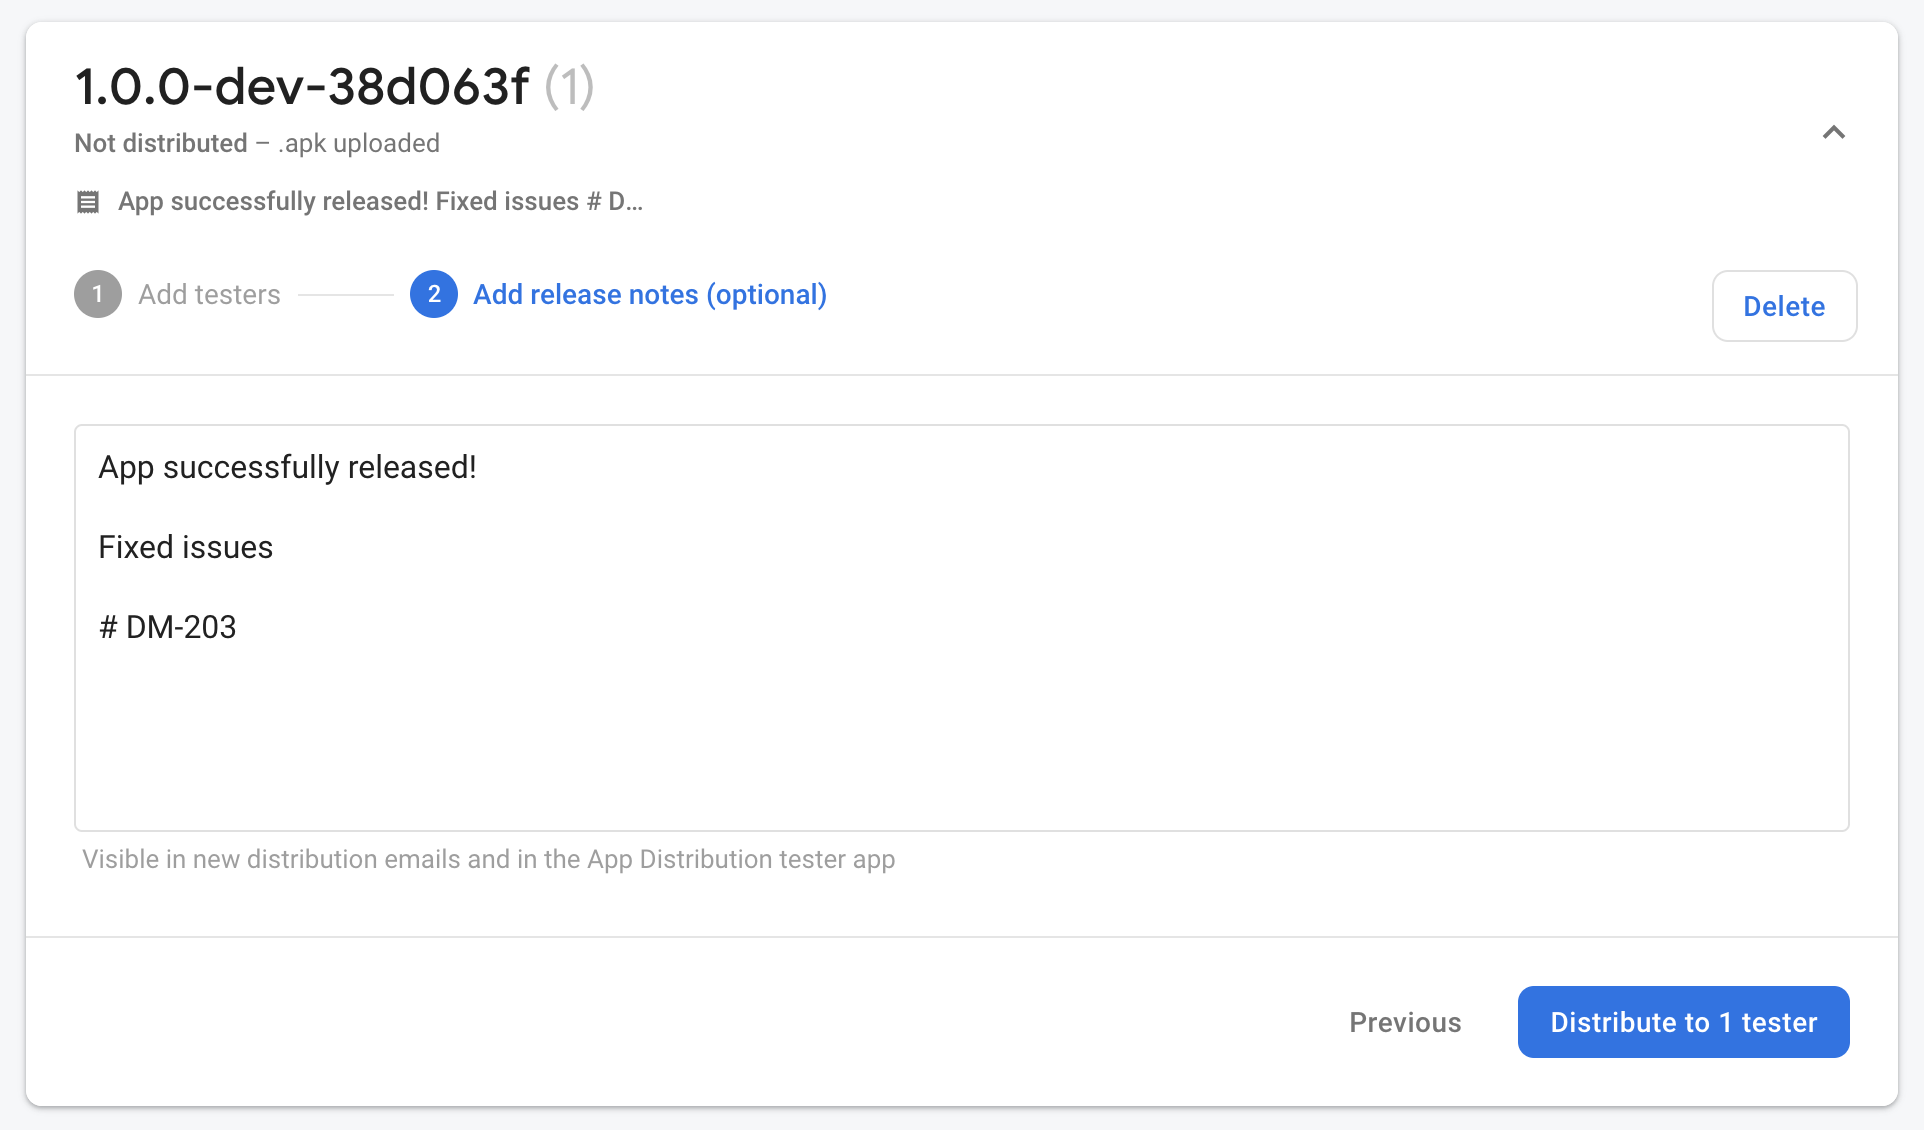 1.0.0-dev-38d063f (1)
Not distributed – .apk uploaded
App successfully released! Fixed issues # D...
1 Add testers 2 Add release notes (optional)
Delete
App successfully released!
Fixed issues
# DM-203
Visible in new distribution emails and in the App Distribution tester app
Previous Distribute to 1 tester